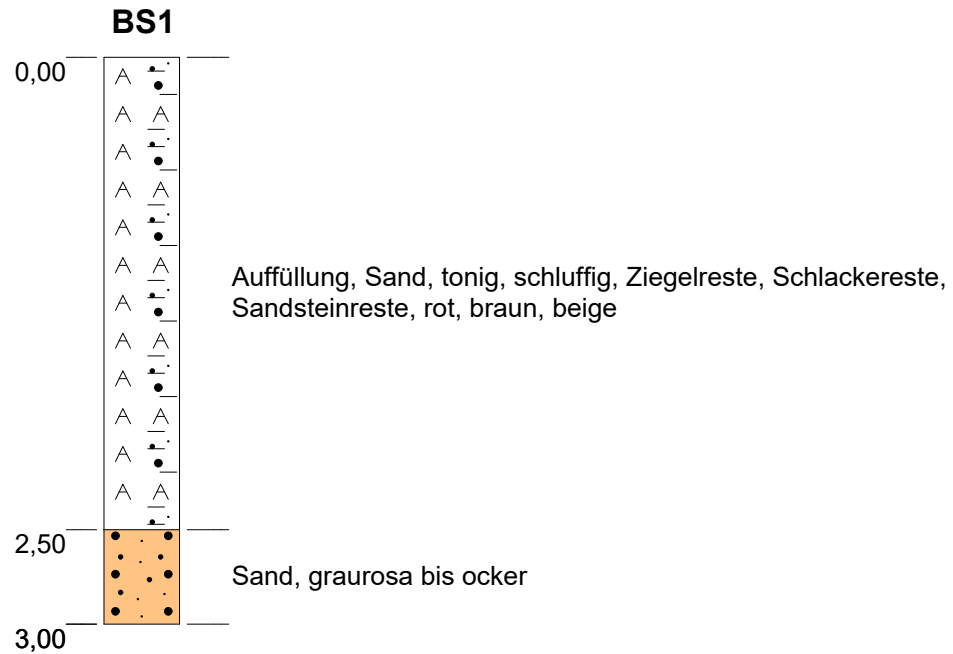 BS1
0,00
Auffüllung, Sand, tonig, schluffig, Ziegelreste, Schlackereste,
Sandsteinreste, rot, braun, beige
2,50
Sand, graurosa bis ocker
3,00